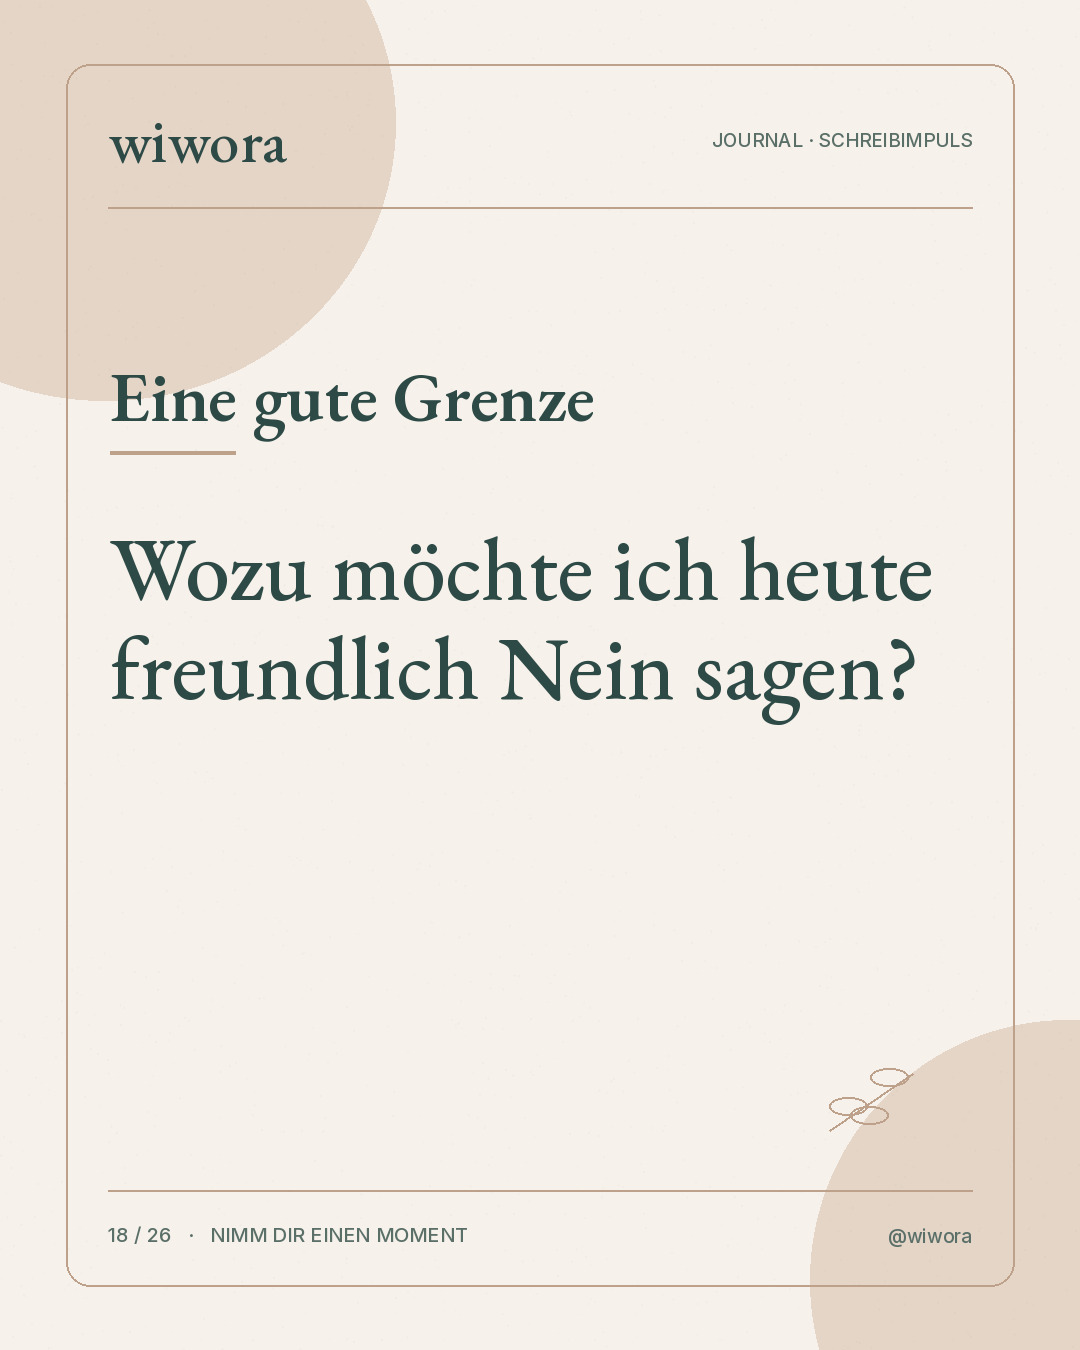 wiwora
JOURNAL · SCHREIBIMPULS
Eine gute Grenze
Wozu möchte ich heute
freundlich Nein sagen?
18 / 26 · NIMM DIR EINEN MOMENT
@wiwora